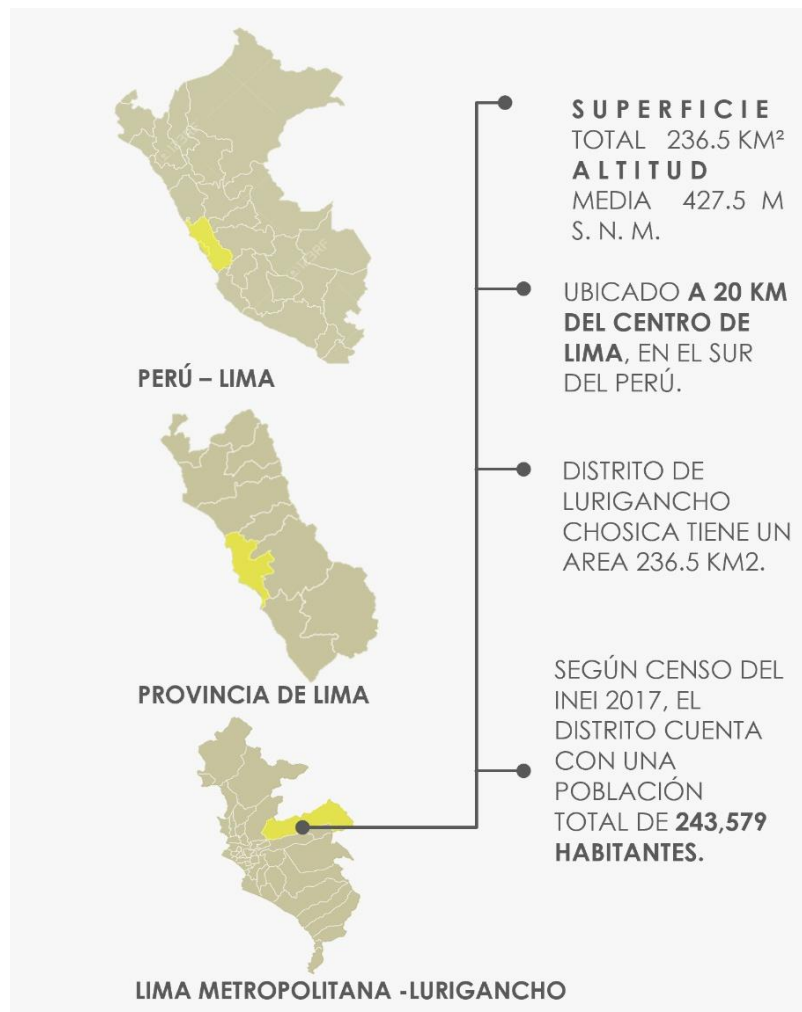 PERÚ – LIMA
PROVINCIA DE LIMA
LIMA METROPOLITANA -LURIGANCHO
SUPERFICIE
TOTAL 236.5 KM²
ALTITUD
MEDIA 427.5 M
S. N. M.
UBICADO A 20 KM
DEL CENTRO DE
LIMA, EN EL SUR
DEL PERÚ.
DISTRITO DE
LURIGANCHO
CHOSICA TIENE UN
AREA 236.5 KM2.
SEGÚN CENSO DEL
INEI 2017, EL
DISTRITO CUENTA
CON UNA
POBLACIÓN
TOTAL DE 243,579
HABITANTES.